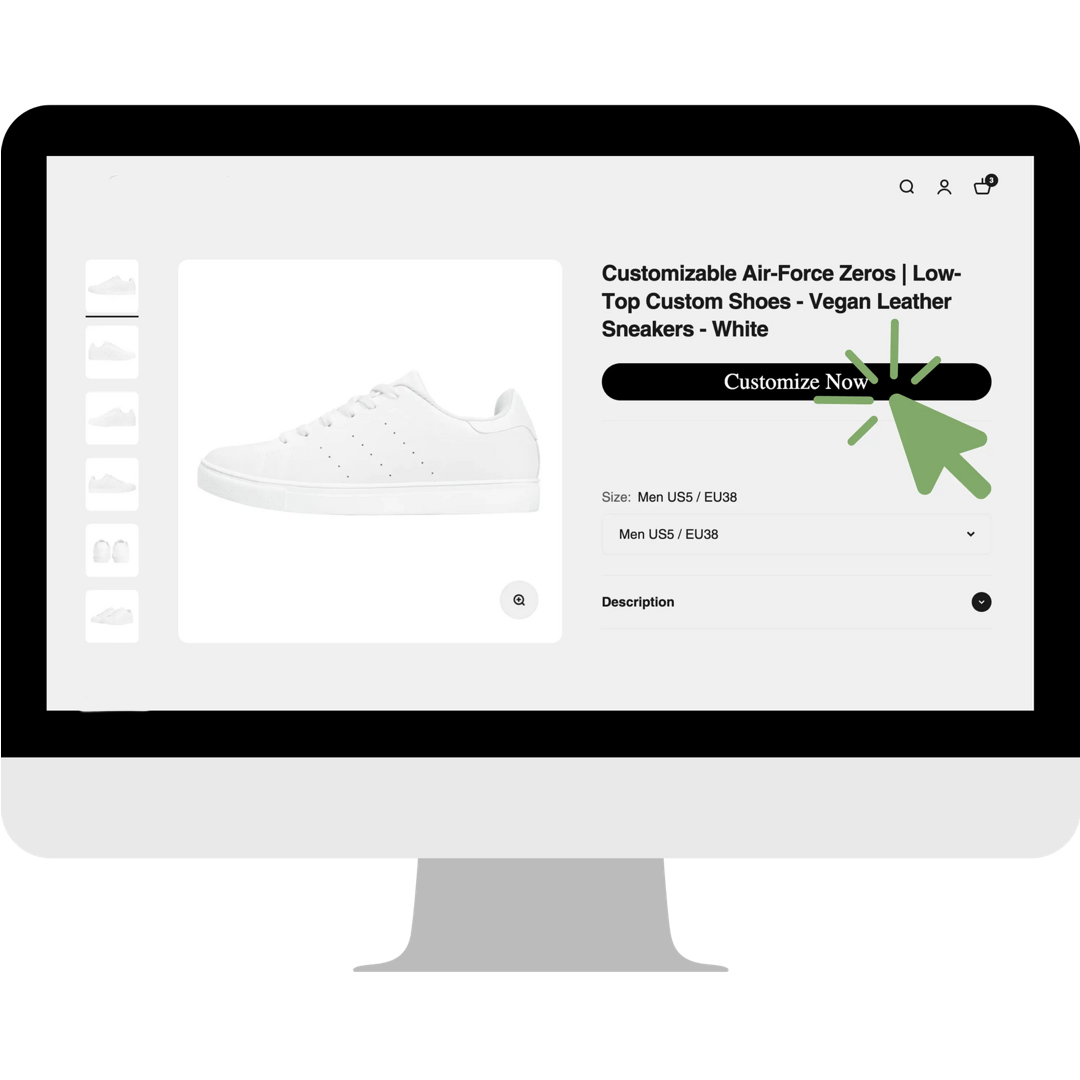 3
Customizable Air-Force Zeros | Low-
Top Custom Shoes - Vegan Leather
Sneakers - White
Customize Now
Size: Men US5 / EU38
Men US5 / EU38
Description